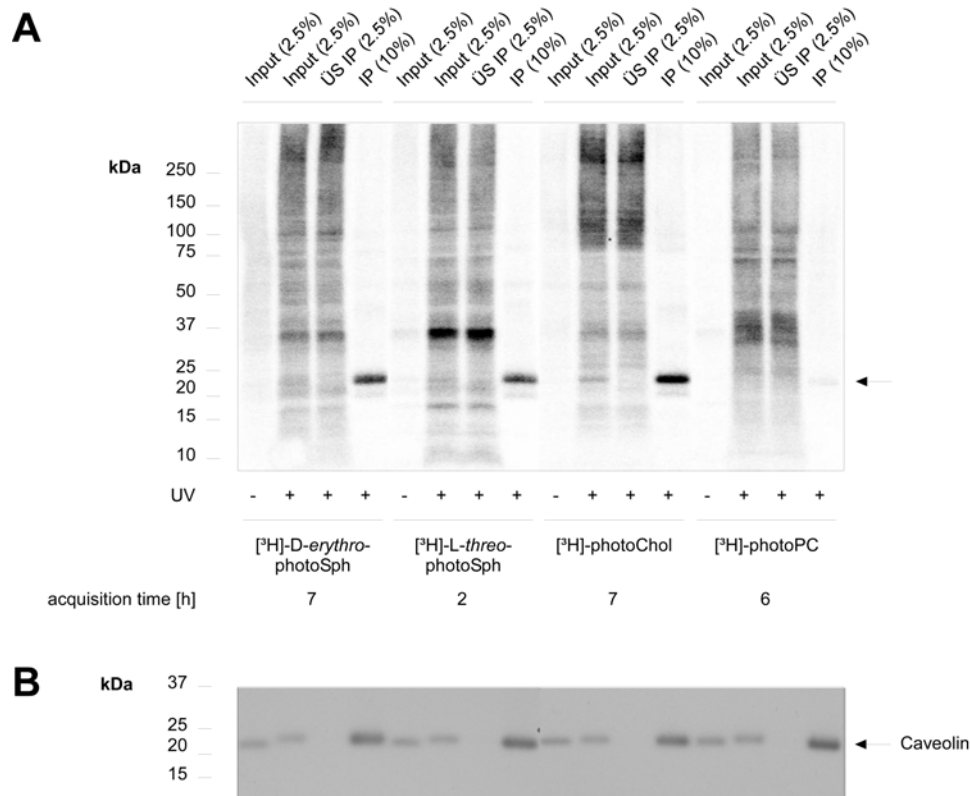 A
Input (2.5%) Input (2.5%) ÜS IP (2.5%) IP (10%) Input (2.5%) Input (2.5%) ÜS IP (2.5%) IP (10%) Input (2.5%) Input (2.5%) ÜS IP (2.5%) IP (10%) Input (2.5%) Input (2.5%) ÜS IP (2.5%) IP (10%)
kDa
250
150
100
75
50
37
25
20
15
10
UV - + + + - + + + - + + + - + + +
[³H]-D-erythro- [³H]-L-threo- [³H]-photoChol [³H]-photoPC
photoSph photoSph
acquisition time [h] 7 2 7 6
B
kDa
37
25
20
15
Caveolin